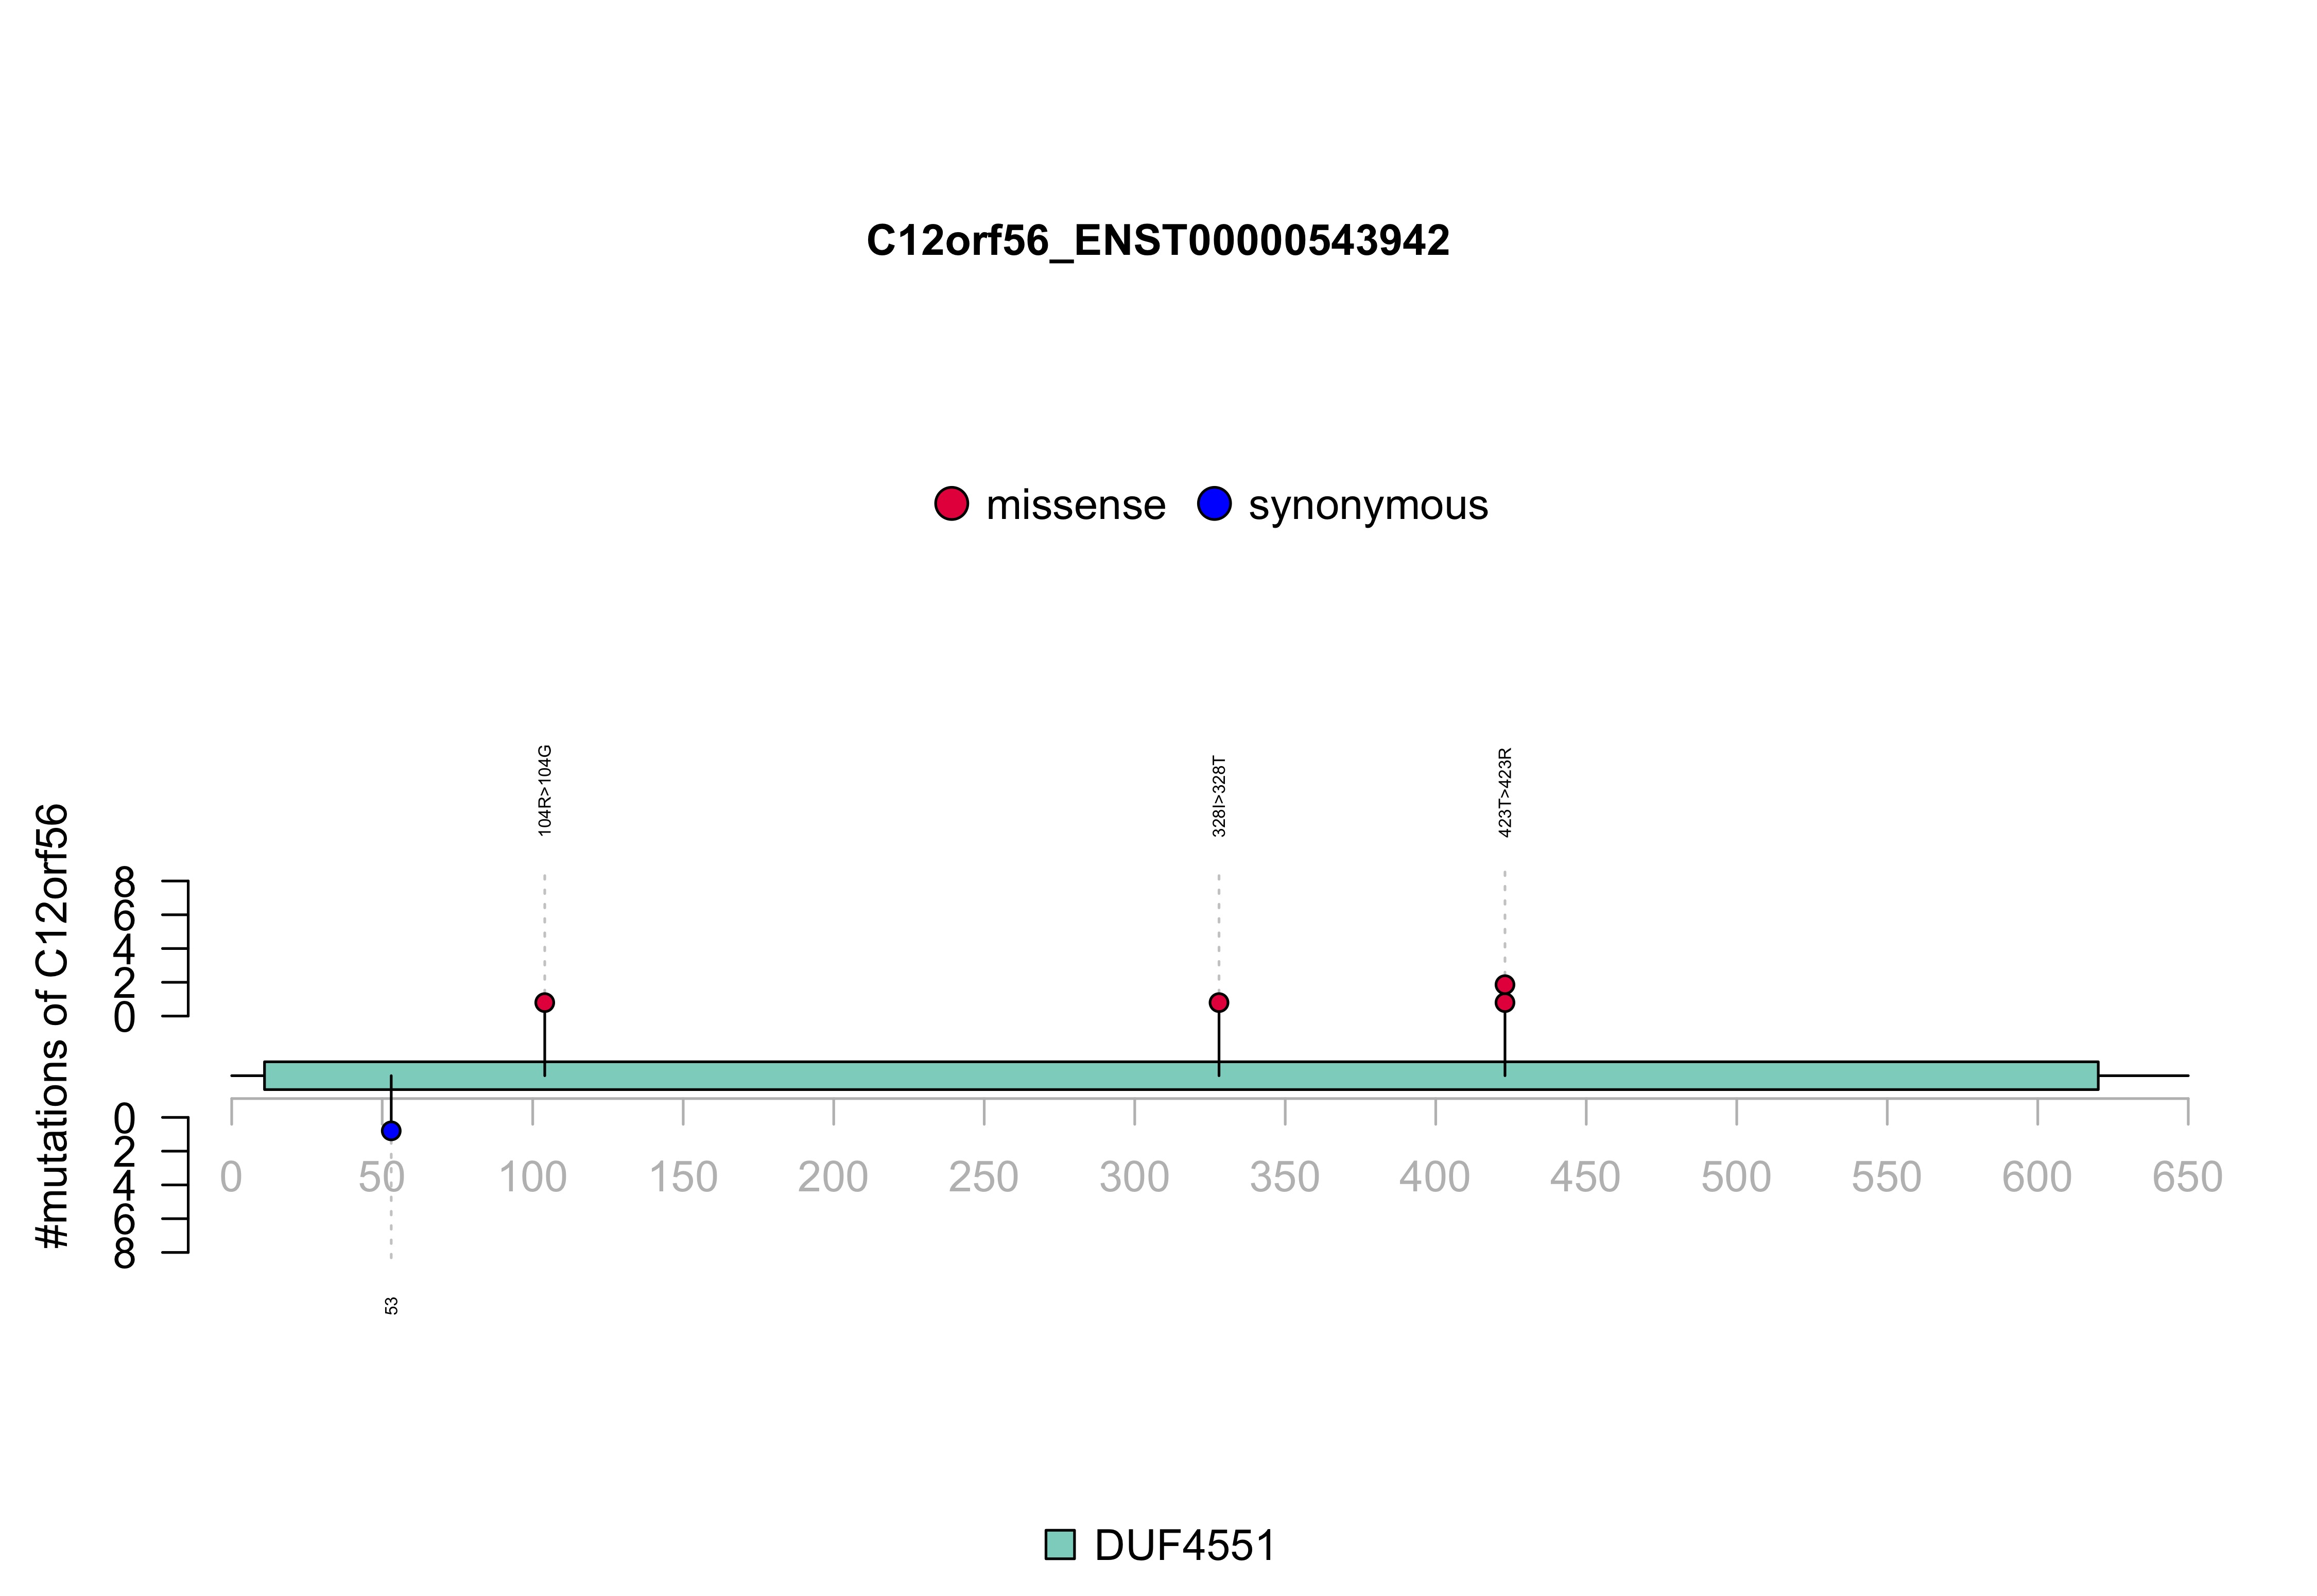 C12orf56_ENST00000543942
missense synonymous
104R>104G
328I>328T
423T>423R
#mutations of C12orf56
8
6
4
2
0
0
2
4
6
8
0 50 100 150 200 250 300 350 400 450 500 550 600 650
53
DUF4551